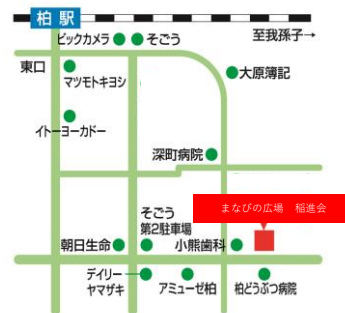 柏 駅
至我孫子→
ビックカメラ
そごう
東口
マツモトキヨシ
大原簿記
イトーヨーカドー
深町病院
まなびの広場　稲進会
そごう
第2駐車場
朝日生命
小熊歯科
デイリー
ヤマザキ
アミューゼ柏
柏どうぶつ病院